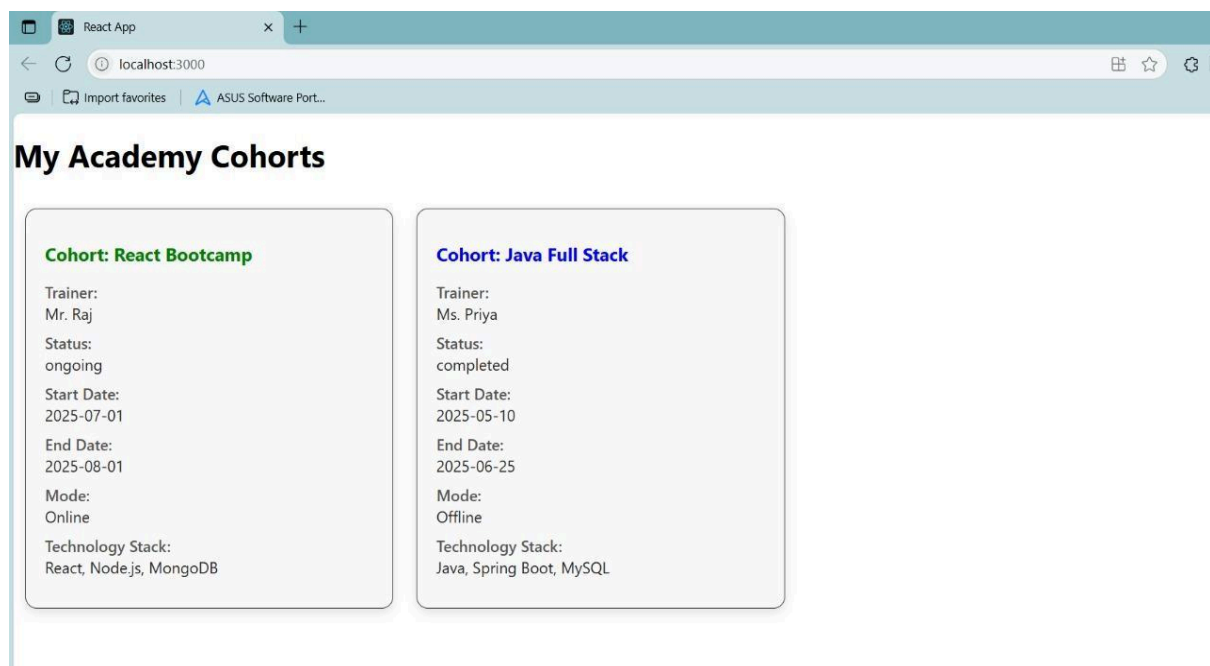 React App
localhost:3000
Import favorites
ASUS Software Port...
My Academy Cohorts
Cohort: React Bootcamp
Trainer:
Mr. Raj
Status:
ongoing
Start Date:
2025-07-01
End Date:
2025-08-01
Mode:
Online
Technology Stack:
React, Node.js, MongoDB
Cohort: Java Full Stack
Trainer:
Ms. Priya
Status:
completed
Start Date:
2025-05-10
End Date:
2025-06-25
Mode:
Offline
Technology Stack:
Java, Spring Boot, MySQL